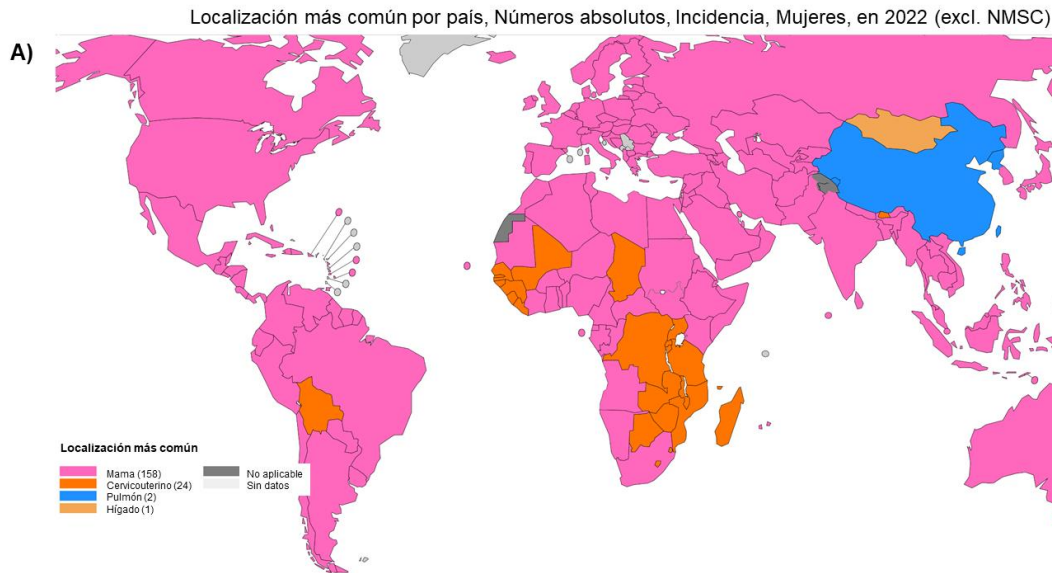 Localización más común por país, Números absolutos, Incidencia, Mujeres, en 2022 (excl. NMSC)
A)
Localización más común
Mama (158)
Cervicouterino (24)
Pulmón (2)
Hígado (1)
No aplicable
Sin datos